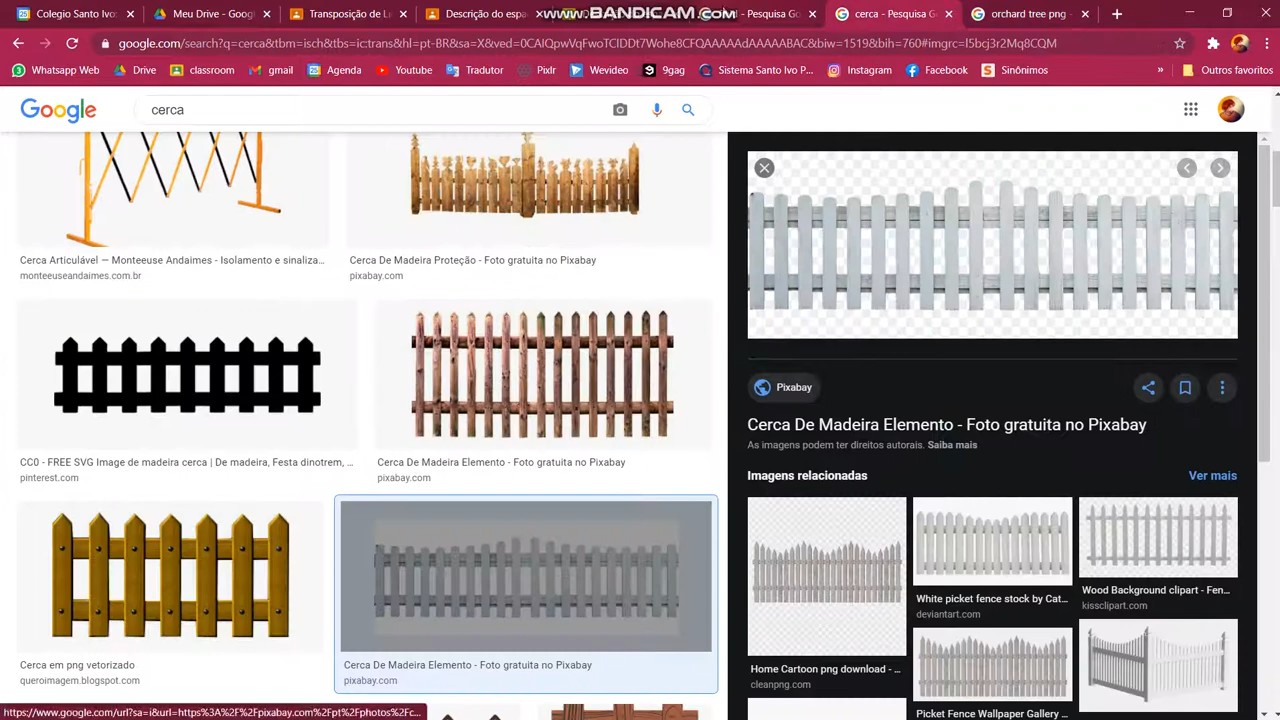 Colegio Santo Ivo:
Meu Drive - Googl
Transposição de Le
Descrição do espa
www.BANDICAM.com
l - Pesquisa Go
cerca - Pesquisa G
orchard tree png -
google.com/search?q=cerca&tbm=isch&tbs=ic:trans&hl=pt-BR&sa=X&ved=0CAIQpwVqFwoTCIDDt7Wohe8CFQAAAAAdAAAAABAC&biw=1519&bih=760#imgrc=I5bcj3r2Mq8CQM
Whatsapp Web
Drive
classroom
gmail
Agenda
Youtube
Tradutor
Pixlr
Wevideo
9gag
Sistema Santo Ivo P...
Instagram
Facebook
Sinônimos
»
Outros favoritos
Google
cerca
Cerca Articulável — Monteeuse Andaimes - Isolamento e sinaliza...
monteeuseandaimes.com.br
Cerca De Madeira Proteção - Foto gratuita no Pixabay
pixabay.com
CC0 - FREE SVG Image de madeira cerca | De madeira, Festa dinotrem, ...
pinterest.com
Cerca De Madeira Elemento - Foto gratuita no Pixabay
pixabay.com
Cerca em png vetorizado
queroimagem.blogspot.com
Cerca De Madeira Elemento - Foto gratuita no Pixabay
pixabay.com
Pixabay
Cerca De Madeira Elemento - Foto gratuita no Pixabay
As imagens podem ter direitos autorais. Saiba mais
Imagens relacionadas
Ver mais
Home Cartoon png download - ...
cleanpng.com
White picket fence stock by Cat...
deviantart.com
Wood Background clipart - Fen...
kissclipart.com
Picket Fence Wallpaper Gallery ...
https://www.google.com/url?sa=i&url=https%3A%2F%2Fpixabay.com%2Fpt%2Fphotos%2Fc...